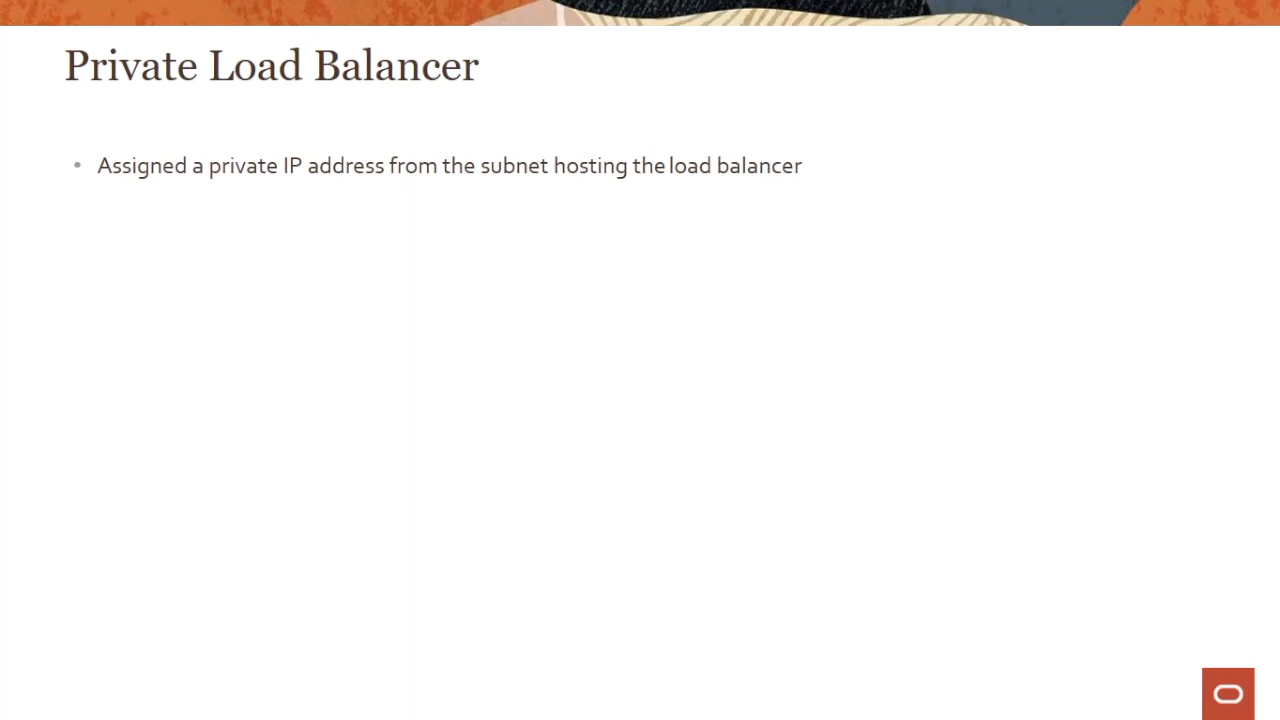 Private Load Balancer
• Assigned a private IP address from the subnet hosting the load balancer